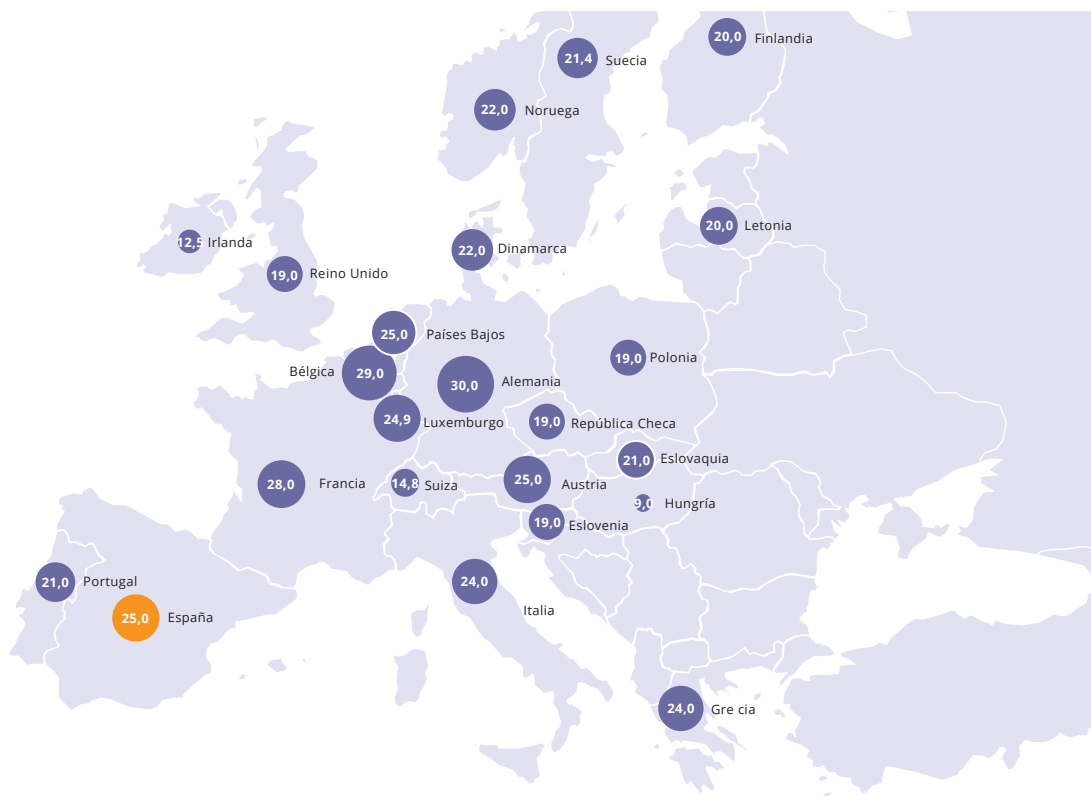 20,0 Finlandia
21,4 Suecia
22,0 Noruega
20,0 Letonia
12,5 Irlanda
22,0 Dinamarca
19,0 Reino Unido
25,0 Países Bajos
19,0 Polonia
Bélgica 29,0
30,0 Alemania
24,9 Luxemburgo
19,0 República Checa
21,0 Eslovaquia
28,0 Francia
14,8 Suiza
25,0 Austria
9,0 Hungría
19,0 Eslovenia
21,0 Portugal
24,0 Italia
25,0 España
24,0 Gre cia